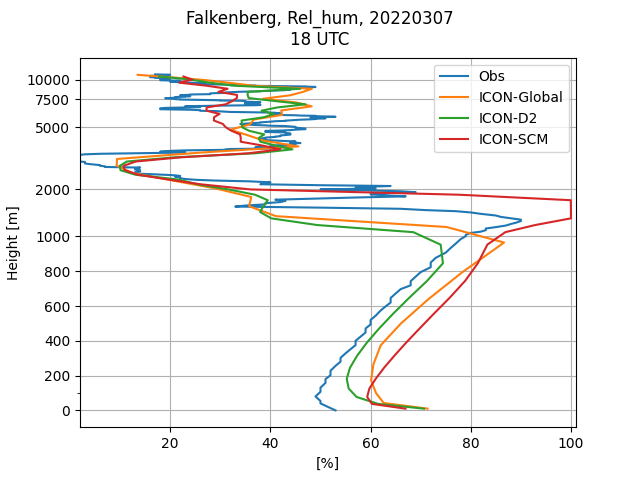 Falkenberg, Rel_hum, 20220307
18 UTC
Obs
ICON-Global
ICON-D2
ICON-SCM
Height [m]
10000
7500
5000
2000
1000
800
600
400
200
0
20 40 60 80 100
[%]